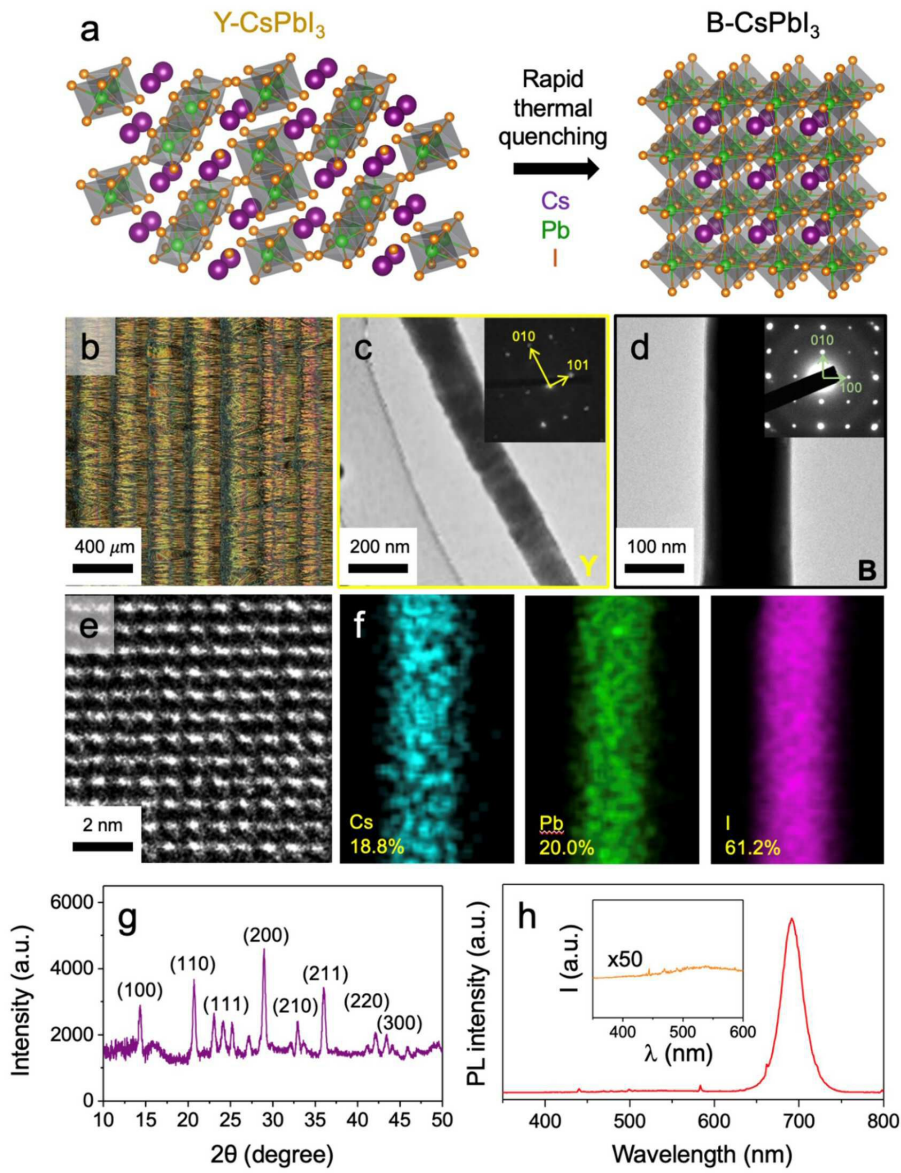 a
Y-CsPbI3
B-CsPbI3
Rapid
thermal
quenching
Cs
Pb
I
b
400 μm
c
010
101
200 nm
Y
d
010
100
100 nm
B
e
2 nm
f
Cs
18.8%
Pb
20.0%
I
61.2%
g
Intensity (a.u.)
6000
4000
2000
0
(100)
(110)
(111)
(200)
(210)
(211)
(220)
(300)
10 15 20 25 30 35 40 45 50
2θ (degree)
h
PL intensity (a.u.)
I (a.u.)
x50
400 500 600
λ (nm)
400 500 600 700 800
Wavelength (nm)